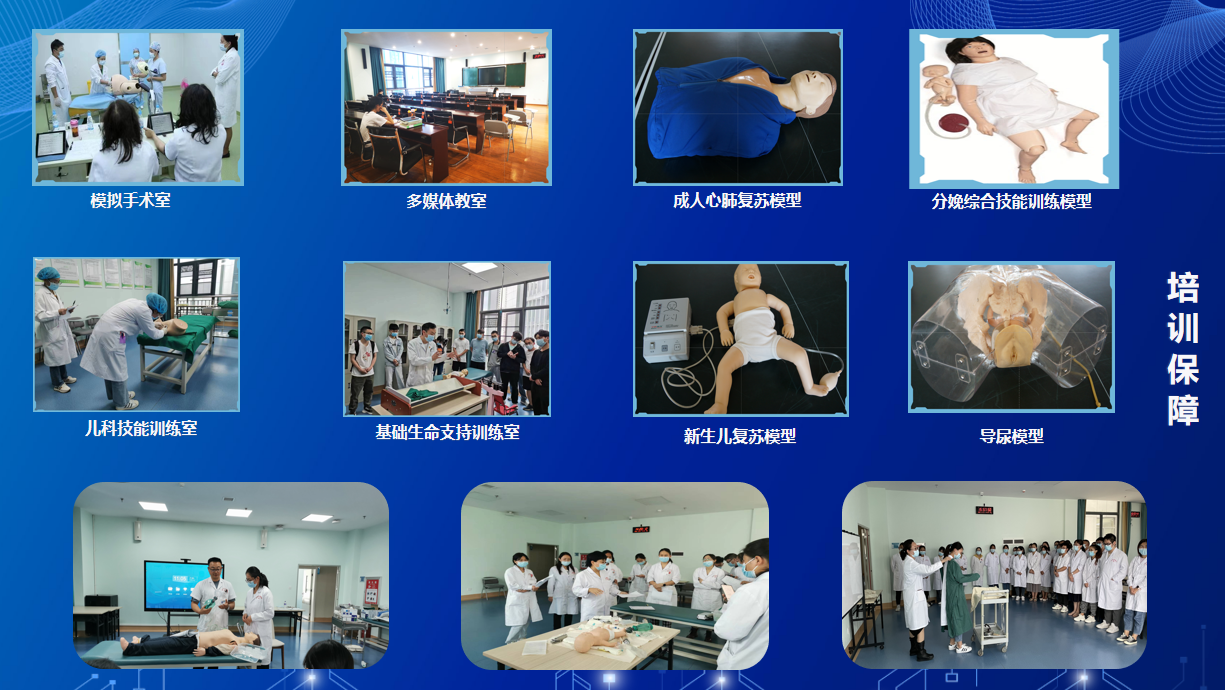 模拟手术室
多媒体教室
成人心肺复苏模型
分娩综合技能训练模型
儿科技能训练室
基础生命支持训练室
新生儿复苏模型
导尿模型
培训保障